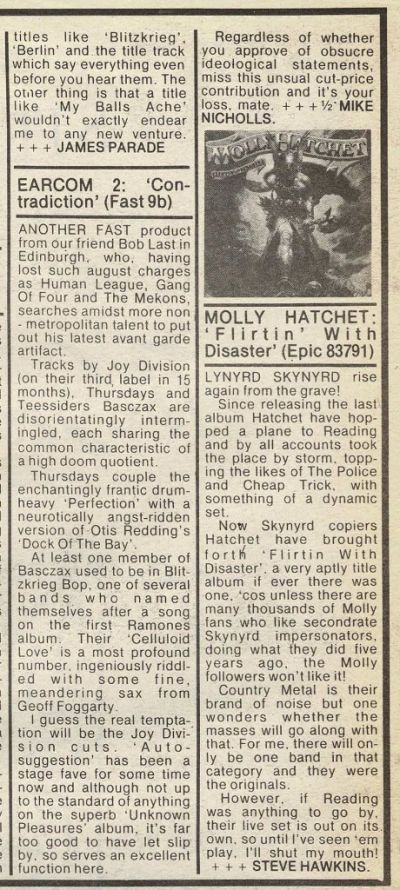 titles like 'Blitzkrieg',
'Berlin' and the title track
which say everything even
before you hear them. The
other thing is that a title
like 'My Balls Ache'
wouldn't exactly endear
me to any new venture.
+ + + JAMES PARADE
EARCOM 2: 'Con-
tradiction' (Fast 9b)
ANOTHER FAST product
from our friend Bob Last in
Edinburgh, who, having
lost such august charges
as Human League, Gang
Of Four and The Mekons,
searches amidst more non
- metropolitan talent to put
out his latest avant garde
artifact.
Tracks by Joy Division
(on their third label in 15
months), Thursdays and
Teessiders Basczax are
disorientatingly interm-
ingled, each sharing the
common characteristic of
a high doom quotient.
Thursdays couple the
enchantingly frantic drum-
heavy 'Perfection' with a
neurotically angst-ridden
version of Otis Redding's
'Dock Of The Bay'.
At least one member of
Basczax used to be in Blit-
zkrieg Bop, one of several
bands who named
themselves after a song
on the first Ramones
album. Their 'Celluloid
Love' is a most profound
number, ingeniously riddl-
ed with some fine,
meandering sax from
Geoff Foggarty.
I guess the real tempta-
tion will be the Joy Divi-
sion cuts. 'Auto-
suggestion' has been a
stage fave for some time
now and although not up
to the standard of anything
on the superb 'Unknown
Pleasures' album, it's far
too good to have let slip
by, so serves an excellent
function here.
Regardless of whether
you approve of obsucre
ideological statements,
miss this unusual cut-price
contribution and it's your
loss, mate. + + + ½ MIKE
NICHOLLS.
MOLLY HATCHET
MOLLY HATCHET:
'Flirtin' With
Disaster' (Epic 83791)
LYNYRD SKYNYRD rise
again from the grave!
Since releasing the last
album Hatchet have hop-
ped a plane to Reading
and by all accounts took
the place by storm, topp-
ing the likes of The Police
and Cheap Trick, with
something of a dynamic
set.
Now Skynyrd copiers
Hatchet have brought
forth 'Flirtin With
Disaster', a very aptly title
album if ever there was
one, 'cos unless there are
many thousands of Molly
fans who like secondrate
Skynyrd impersonators,
doing what they did five
years ago, the Molly
followers won't like it!
Country Metal is their
brand of noise but one
wonders whether the
masses will go along with
that. For me, there will on-
ly be one band in that
category and they were
the originals.
However, if Reading
was anything to go by,
their live set is out on its
own, so until I've seen 'em
play, I'll shut my mouth!
+ + + STEVE HAWKINS.